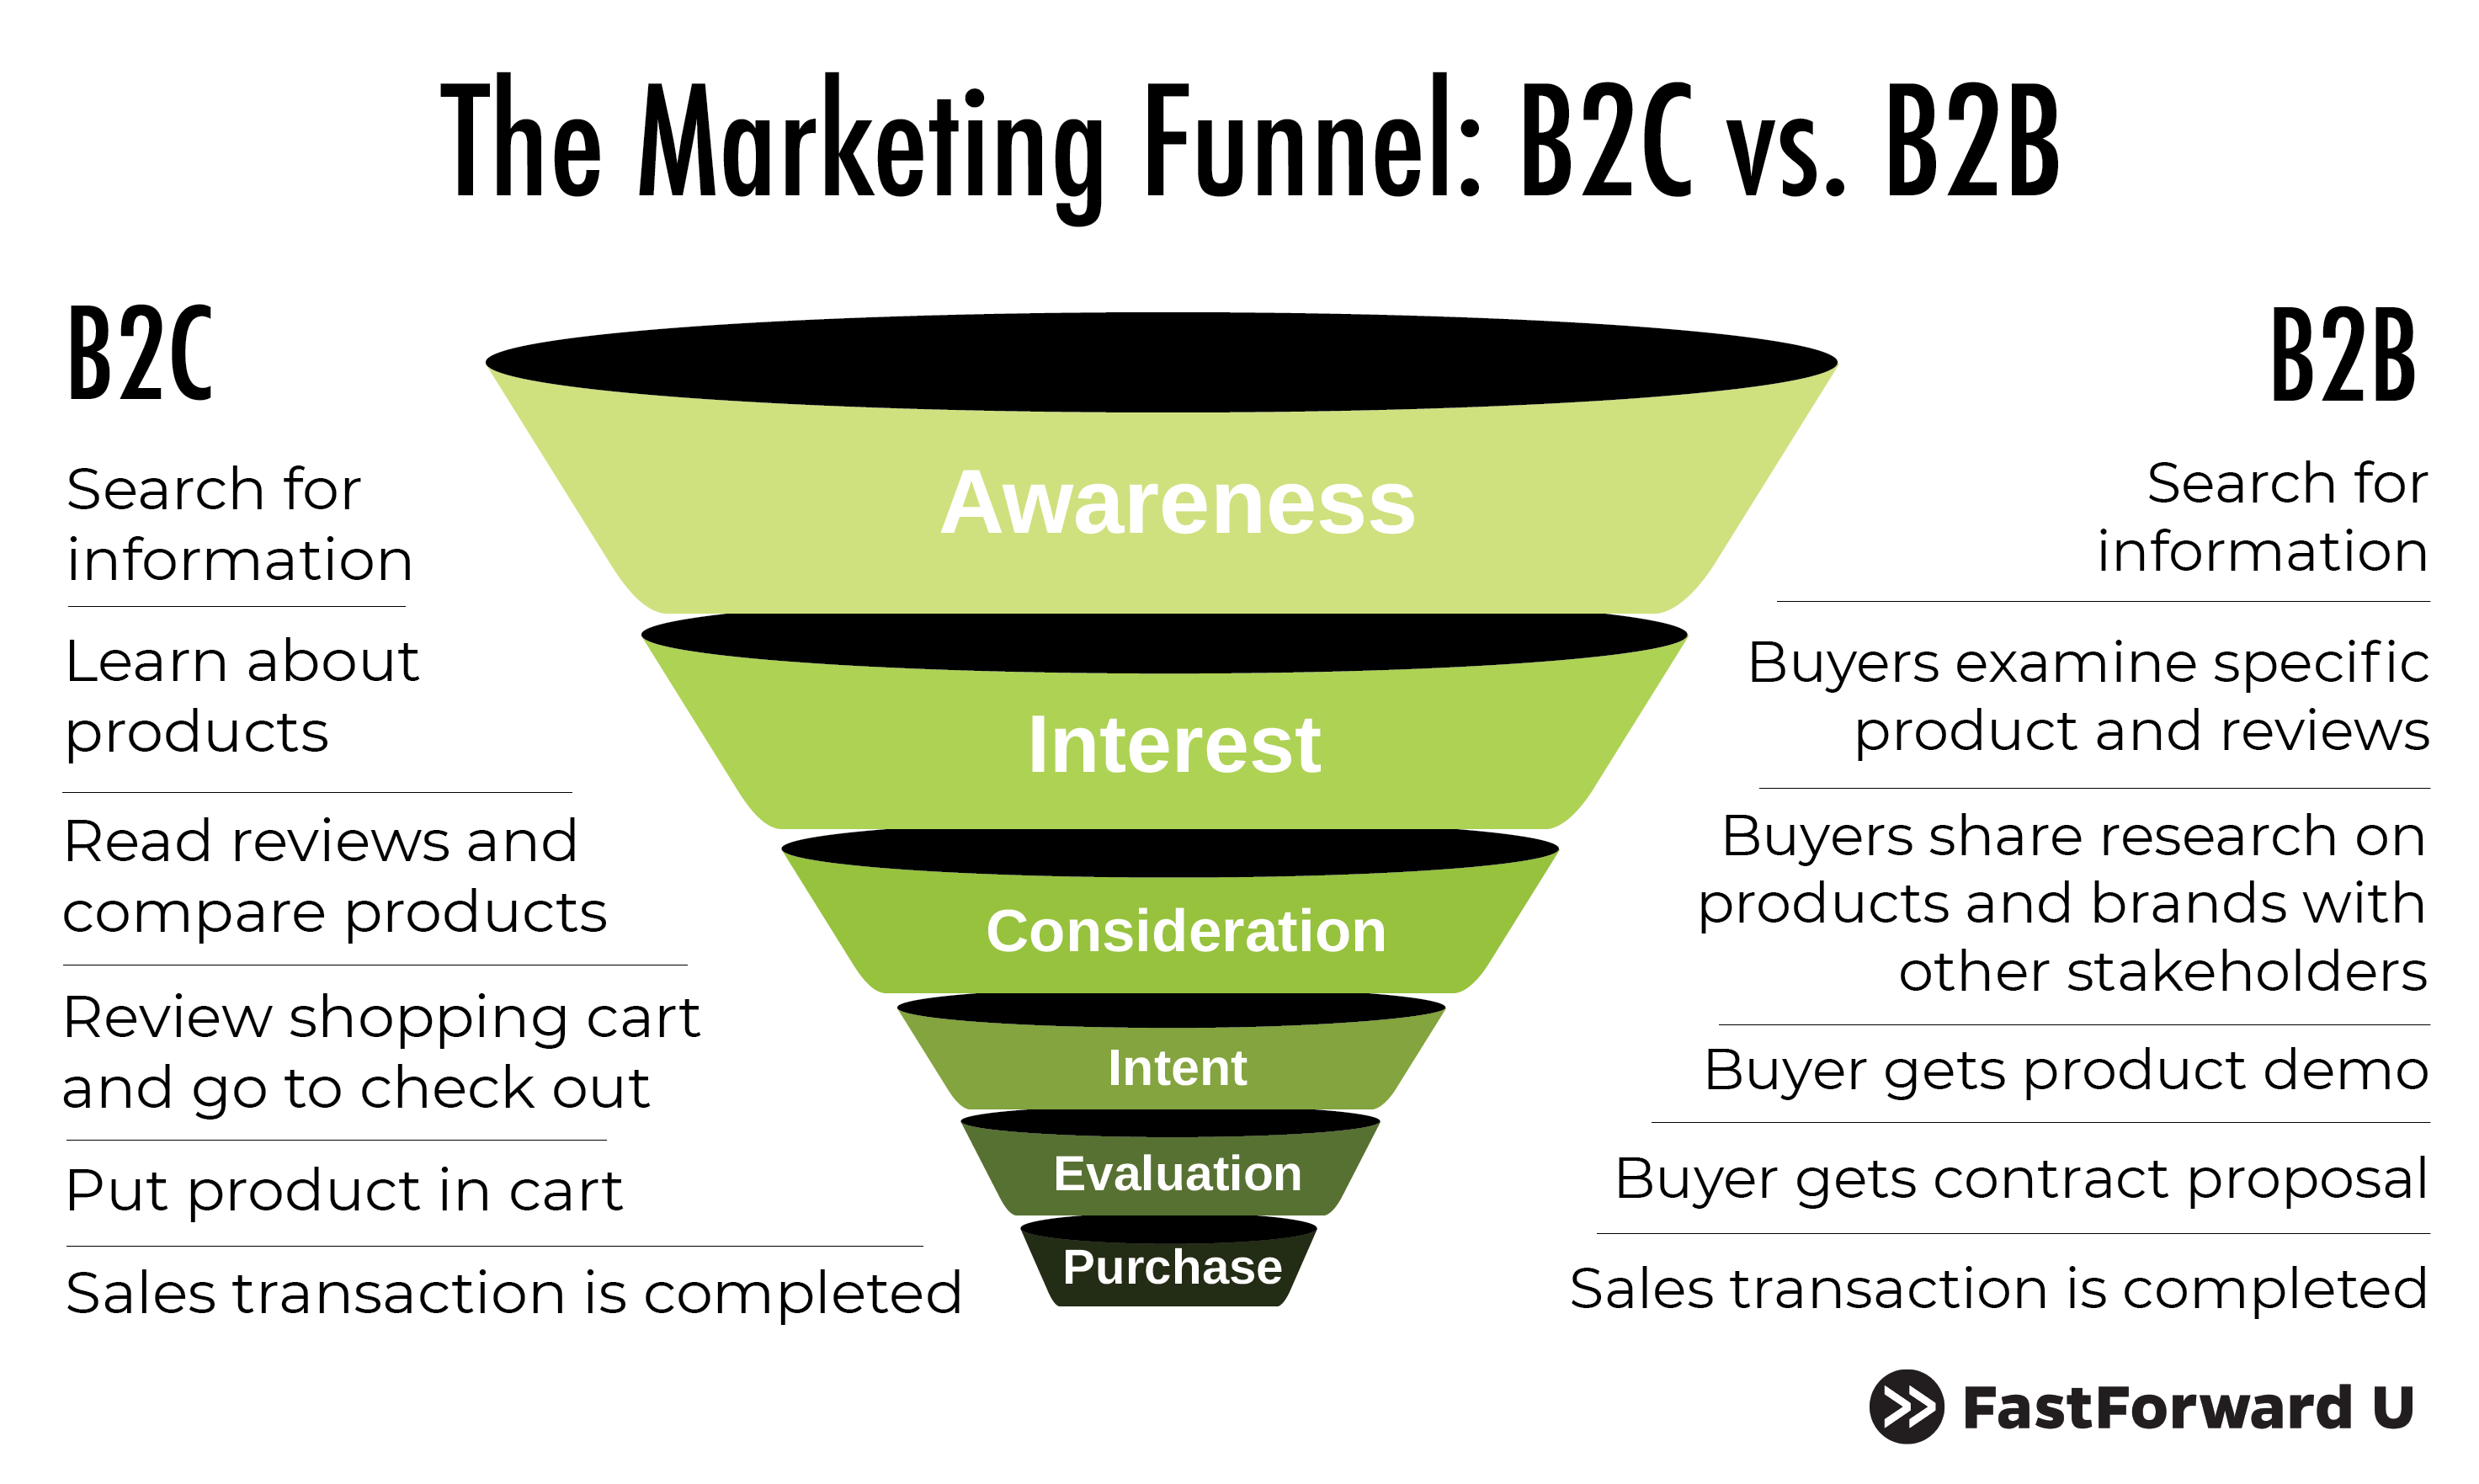 The Marketing Funnel: B2C vs. B2B
B2C
Search for
information
Learn about
products
Read reviews and
compare products
Review shopping cart
and go to check out
Put product in cart
Sales transaction is completed
Awareness
Interest
Consideration
Intent
Evaluation
Purchase
B2B
Search for
information
Buyers examine specific
product and reviews
Buyers share research on
products and brands with
other stakeholders
Buyer gets product demo
Buyer gets contract proposal
Sales transaction is completed
FastForward U